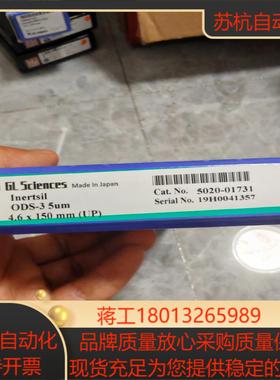 苏杭自动化
GL Sciences Made In Japan
Inertsil
ODS-3 5um
4.6 x 150 mm (UP)
Cat. No. 5020-01731
Serial No. 19H0041357
蒋工18013265989
自动化 品牌质量放心采购质量保
开票 现货充足为您提供稳定的